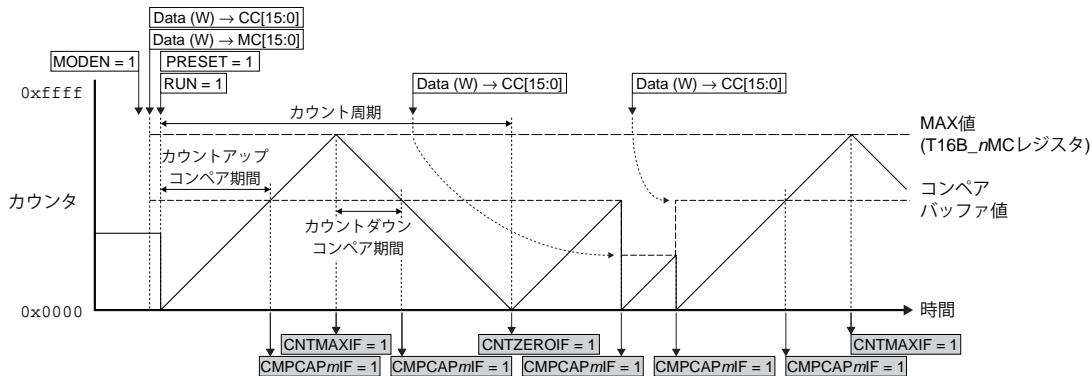 Data (W) → CC[15:0]
Data (W) → MC[15:0]
MODEN = 1
PRESET = 1
RUN = 1
Data (W) → CC[15:0]
Data (W) → CC[15:0]
0xffff
カウント周期
MAX値
(T16B_nMCレジスタ)
カウントアップ
コンペア期間
カウンタ
コンペア
バッファ値
カウントダウン
コンペア期間
0x0000
時間
CNTMAXIF = 1
CNTZEROIF = 1
CNTMAXIF = 1
CMPCAPmIF = 1
CMPCAPmIF = 1
CMPCAPmIF = 1
CMPCAPmIF = 1
CMPCAPmIF = 1